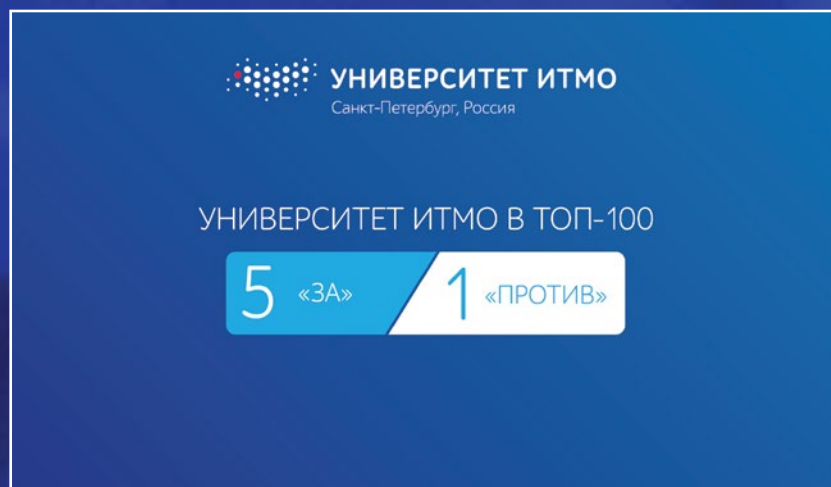 УНИВЕРСИТЕТ ИТМО
Санкт-Петербург, Россия
УНИВЕРСИТЕТ ИТМО В ТОП-100
5 «ЗА» 1 «ПРОТИВ»